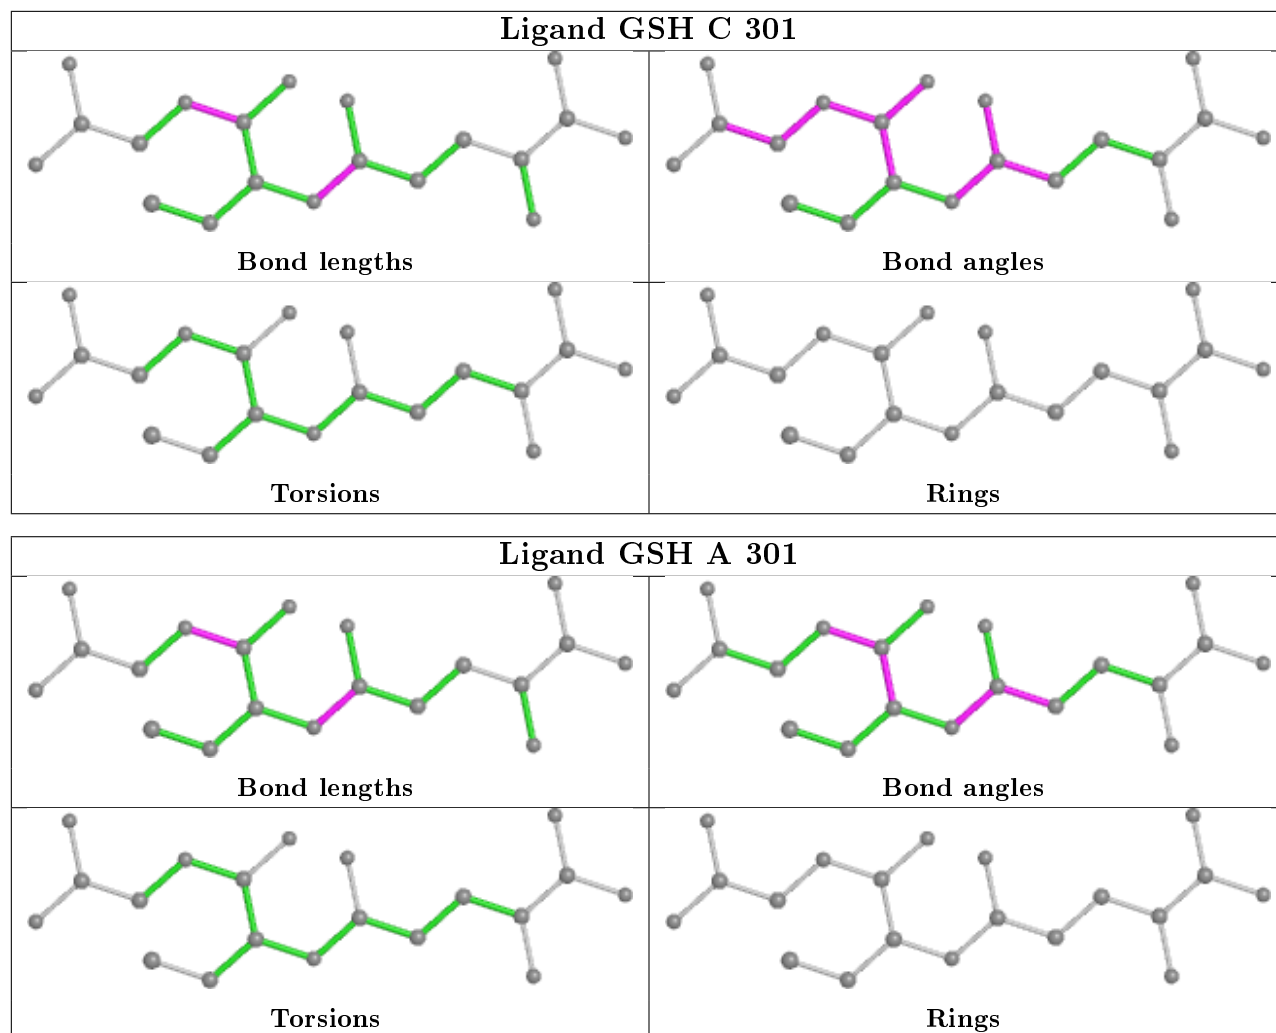 Ligand GSH C 301
Bond lengths
Bond angles
Torsions
Rings
Ligand GSH A 301
Bond lengths
Bond angles
Torsions
Rings